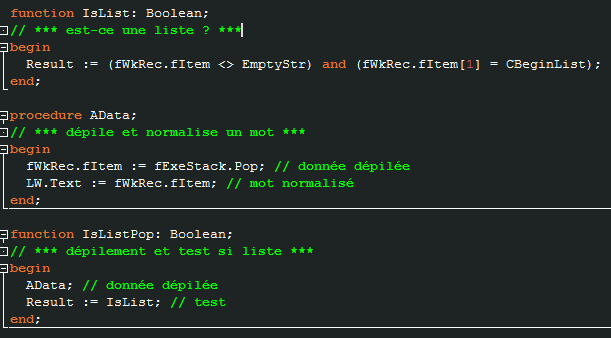 function IsList: Boolean;
// *** est-ce une liste ? ***
begin
Result := (fWkRec.fItem <> EmptyStr) and (fWkRec.fItem[1] = CBeginList);
end;
procedure AData;
// *** dépile et normalise un mot ***
begin
fWkRec.fItem := fExeStack.Pop; // donnée dépilée
LW.Text := fWkRec.fItem; // mot normalisé
end;
function IsListPop: Boolean;
// *** dépilement et test si liste ***
begin
AData; // donnée dépilée
Result := IsList; // test
end;